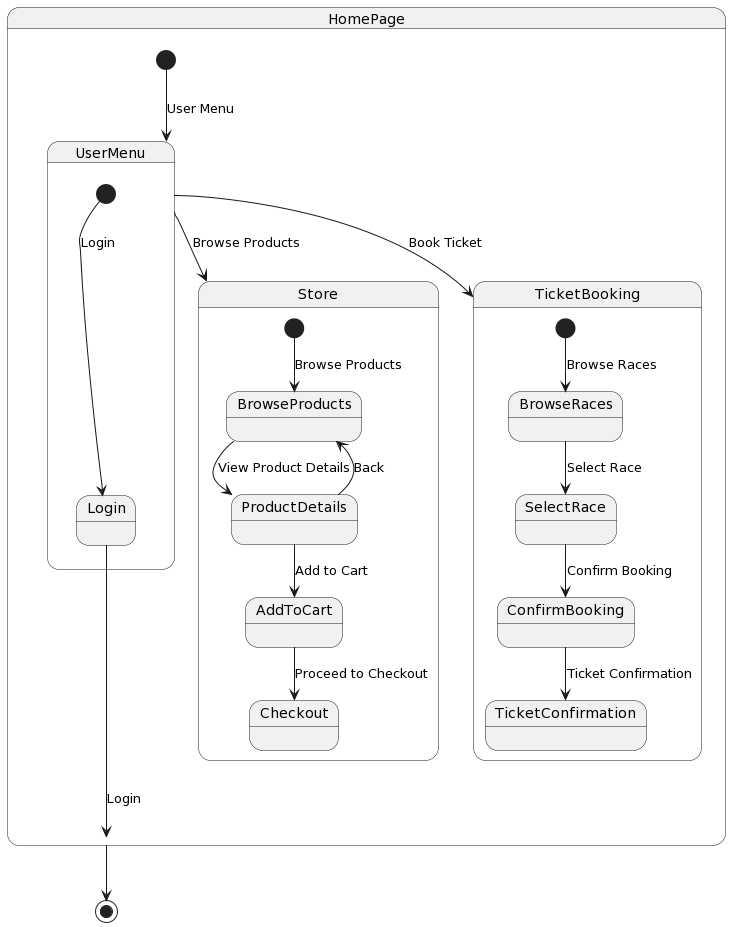 HomePage
User Menu
UserMenu
Login
Browse Products
Book Ticket
Store
TicketBooking
Browse Products
Browse Races
BrowseProducts
BrowseRaces
View Product Details
Back
Select Race
Login
ProductDetails
SelectRace
Add to Cart
Confirm Booking
AddToCart
ConfirmBooking
Proceed to Checkout
Ticket Confirmation
Checkout
TicketConfirmation
Login